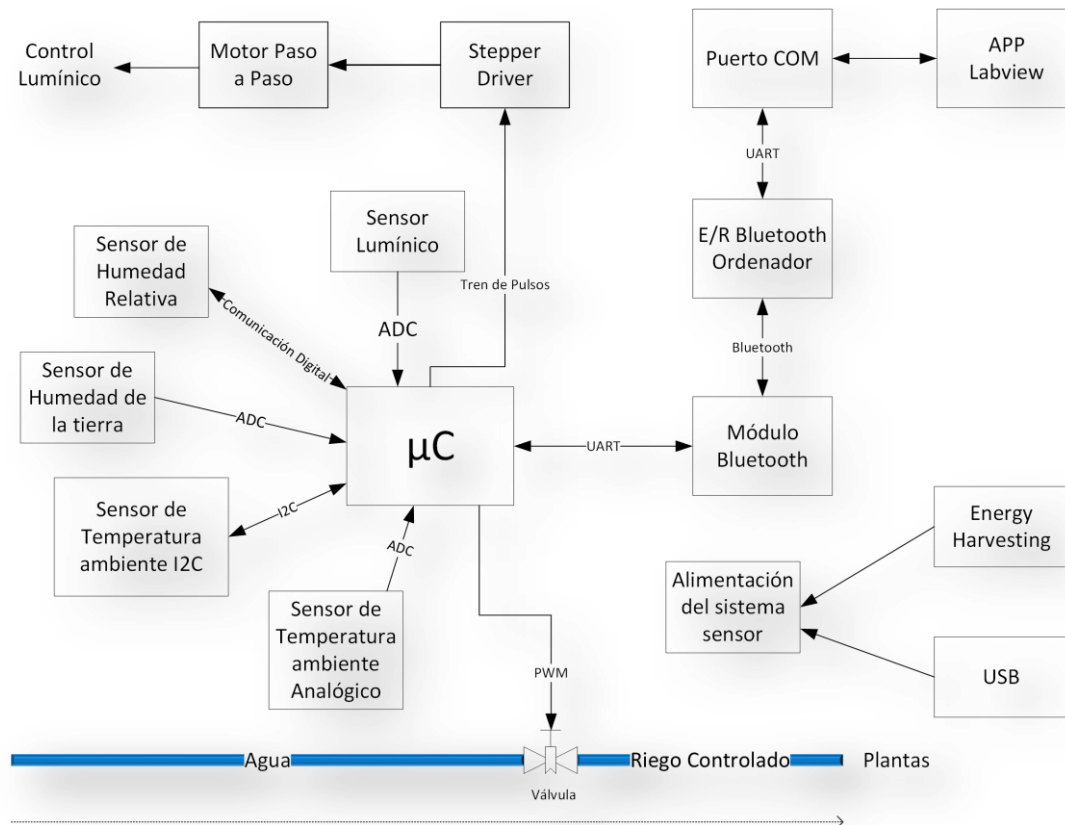 Control
Lumínico
Motor Paso
a Paso
Stepper
Driver
Puerto COM
APP
Labview
UART
Sensor
Lumínico
E/R Bluetooth
Ordenador
Sensor de
Humedad
Relativa
Tren de Pulsos
Comunicación Digital
ADC
Bluetooth
Sensor de
Humedad de
la tierra
ADC
µC
UART
Módulo
Bluetooth
Sensor de
Temperatura
ambiente I2C
I2C
ADC
Energy
Harvesting
Sensor de
Temperatura
ambiente
Analógico
Alimentación
del sistema
sensor
PWM
USB
Agua
Riego Controlado
Plantas
Válvula